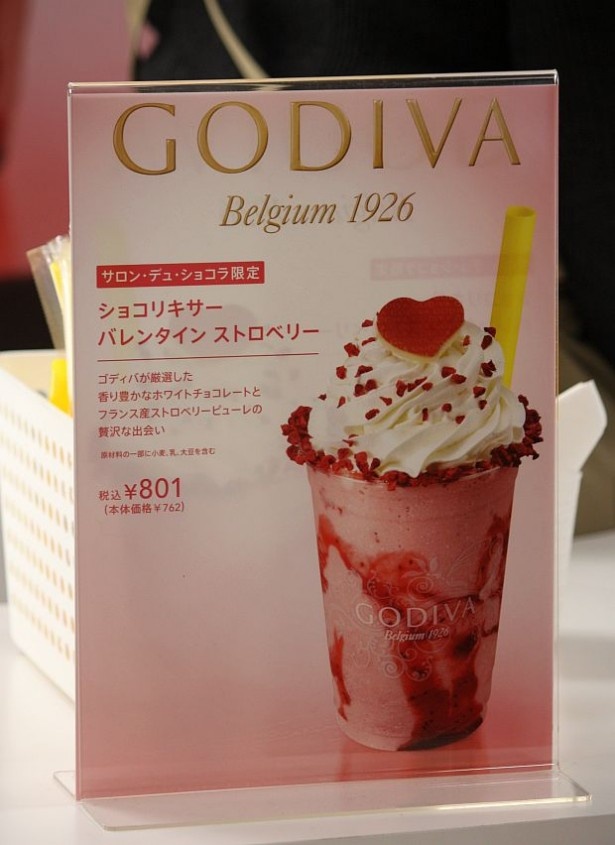 GODIVA
Belgium 1926
サロン・デュ・ショコラ限定
ショコリキサー
バレンタイン ストロベリー
ゴディバが厳選した
香り豊かなホワイトチョコレートと
フランス産ストロベリーピューレの
贅沢な出会い
原材料の一部に小麦、乳、大豆を含む
税込 ¥801
(本体価格¥762)
GODIVA
Belgium 1926